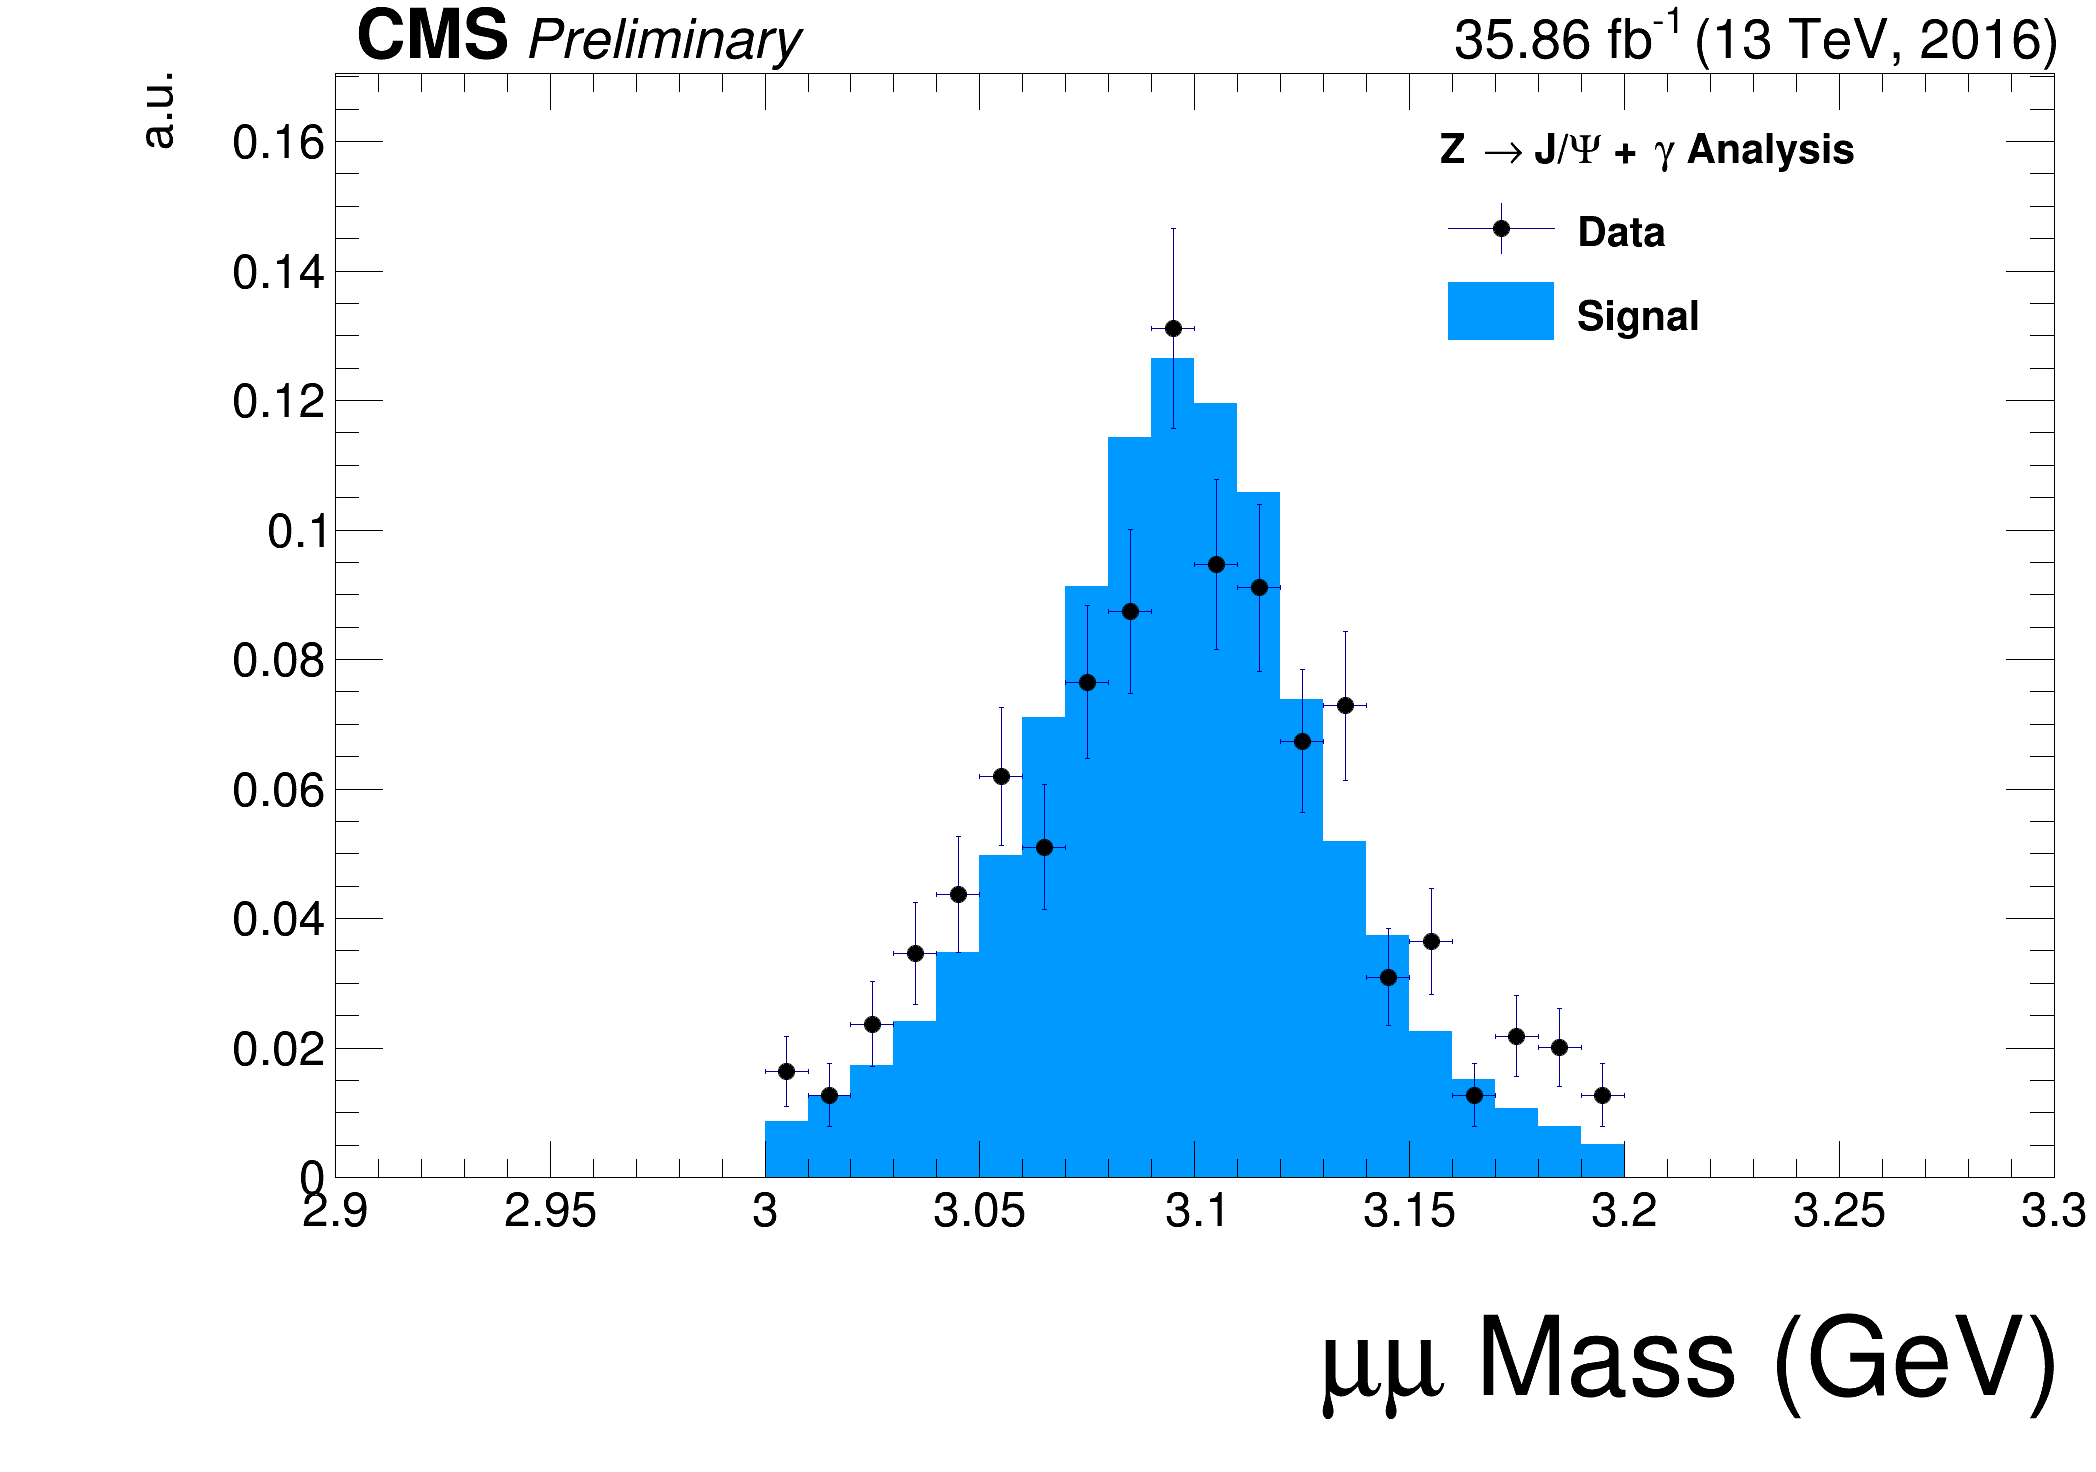 CMS Preliminary 35.86 fb⁻¹ (13 TeV, 2016)
a.u.
Z → J/Ψ + γ Analysis
Data
Signal
0.16
0.14
0.12
0.1
0.08
0.06
0.04
0.02
0
2.9 2.95 3 3.05 3.1 3.15 3.2 3.25 3.3
μμ Mass (GeV)